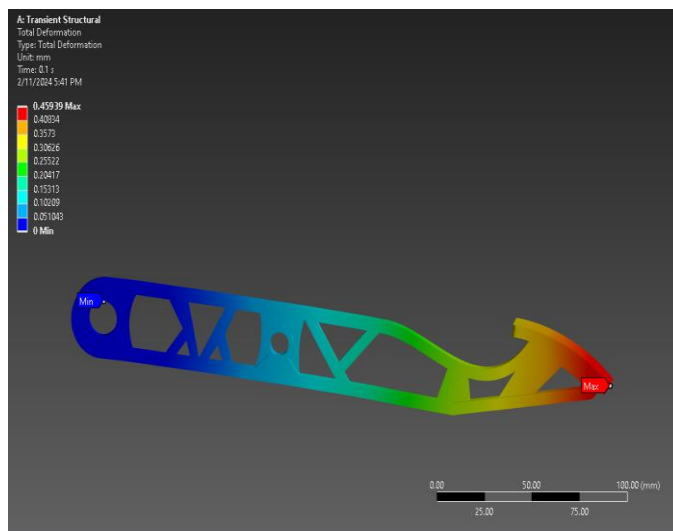 A: Transient Structural
Total Deformation
Type: Total Deformation
Unit: mm
Time: 0.1 s
2/11/2024 5:41 PM
0.45939 Max
0.40834
0.3573
0.30626
0.25522
0.20417
0.15313
0.10209
0.051043
0 Min
Min
Max
0.00 50.00 100.00 (mm)
25.00 75.00